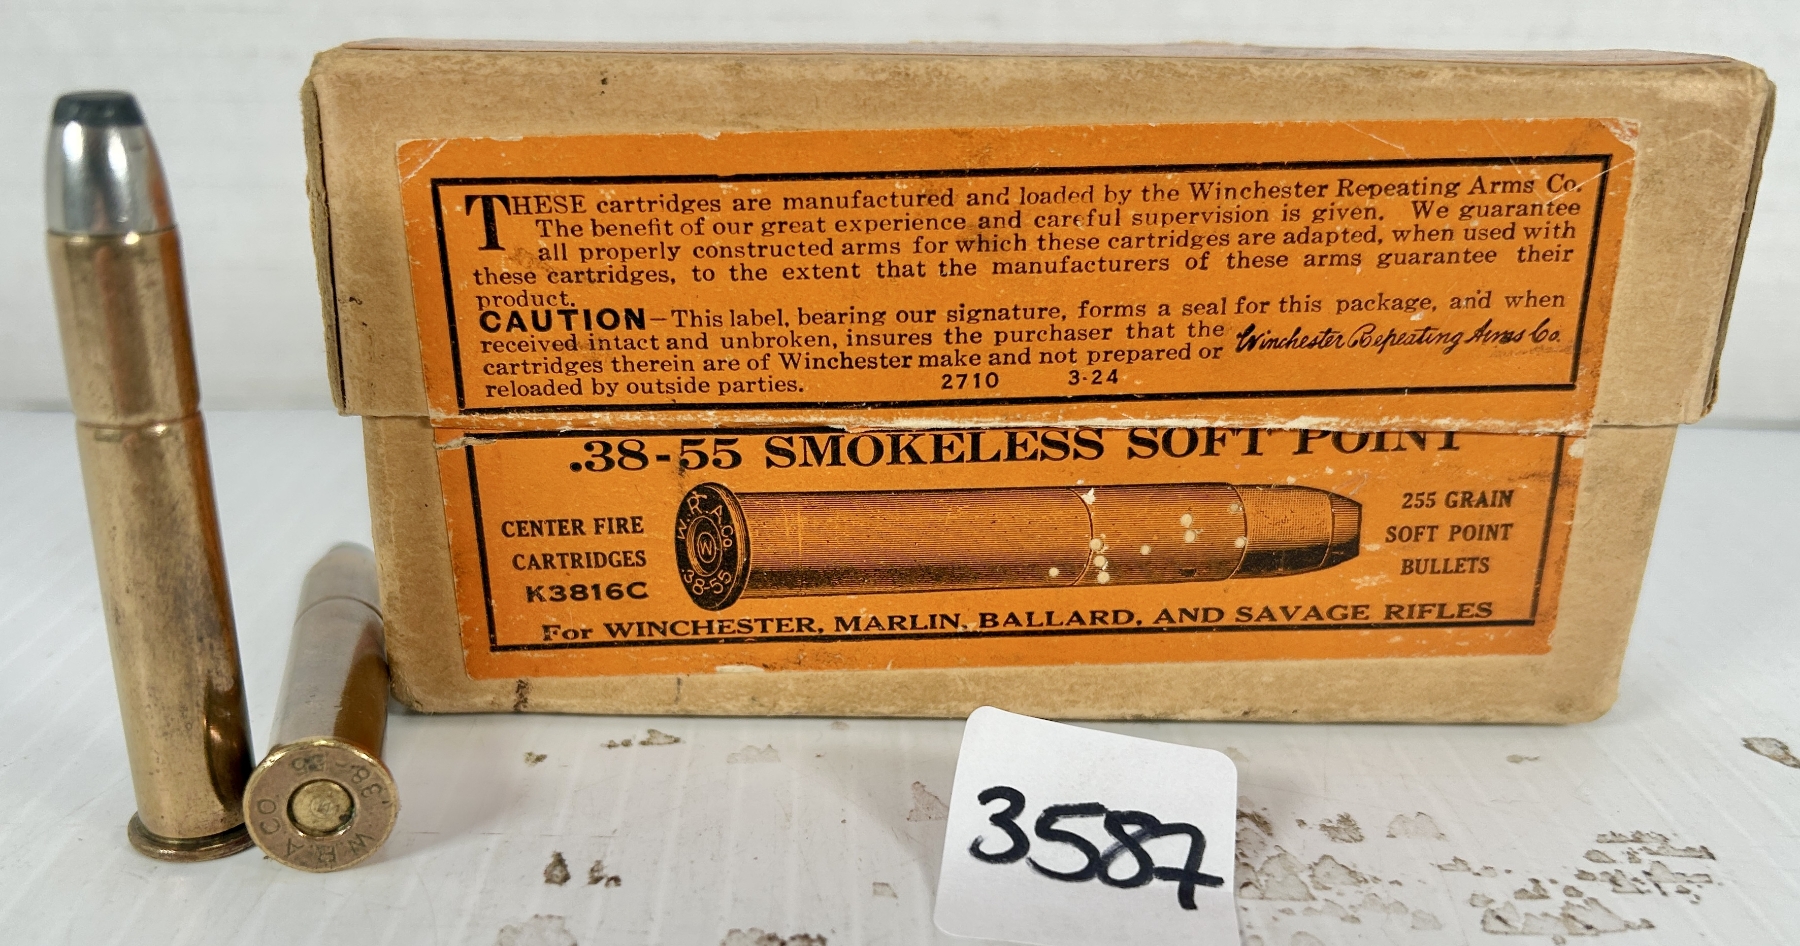 THESE cartridges are manufactured and loaded by the Winchester Repeating Arms Co.
The benefit of our great experience and careful supervision is given. We guarantee
all properly constructed arms for which these cartridges are adapted, when used with
these cartridges, to the extent that the manufacturers of these arms guarantee their
product.
CAUTION—This label, bearing our signature, forms a seal for this package, and when
received intact and unbroken, insures the purchaser that the
cartridges therein are of Winchester make and not prepared or Winchester Repeating Arms Co.
reloaded by outside parties. 2710 3-24
.38-55 SMOKELESS SOFT POINT
CENTER FIRE
CARTRIDGES
K3816C
W.R.A.Co.
W
.38-55
255 GRAIN
SOFT POINT
BULLETS
For WINCHESTER, MARLIN, BALLARD, AND SAVAGE RIFLES
W.R.A CO
.38-55
3587